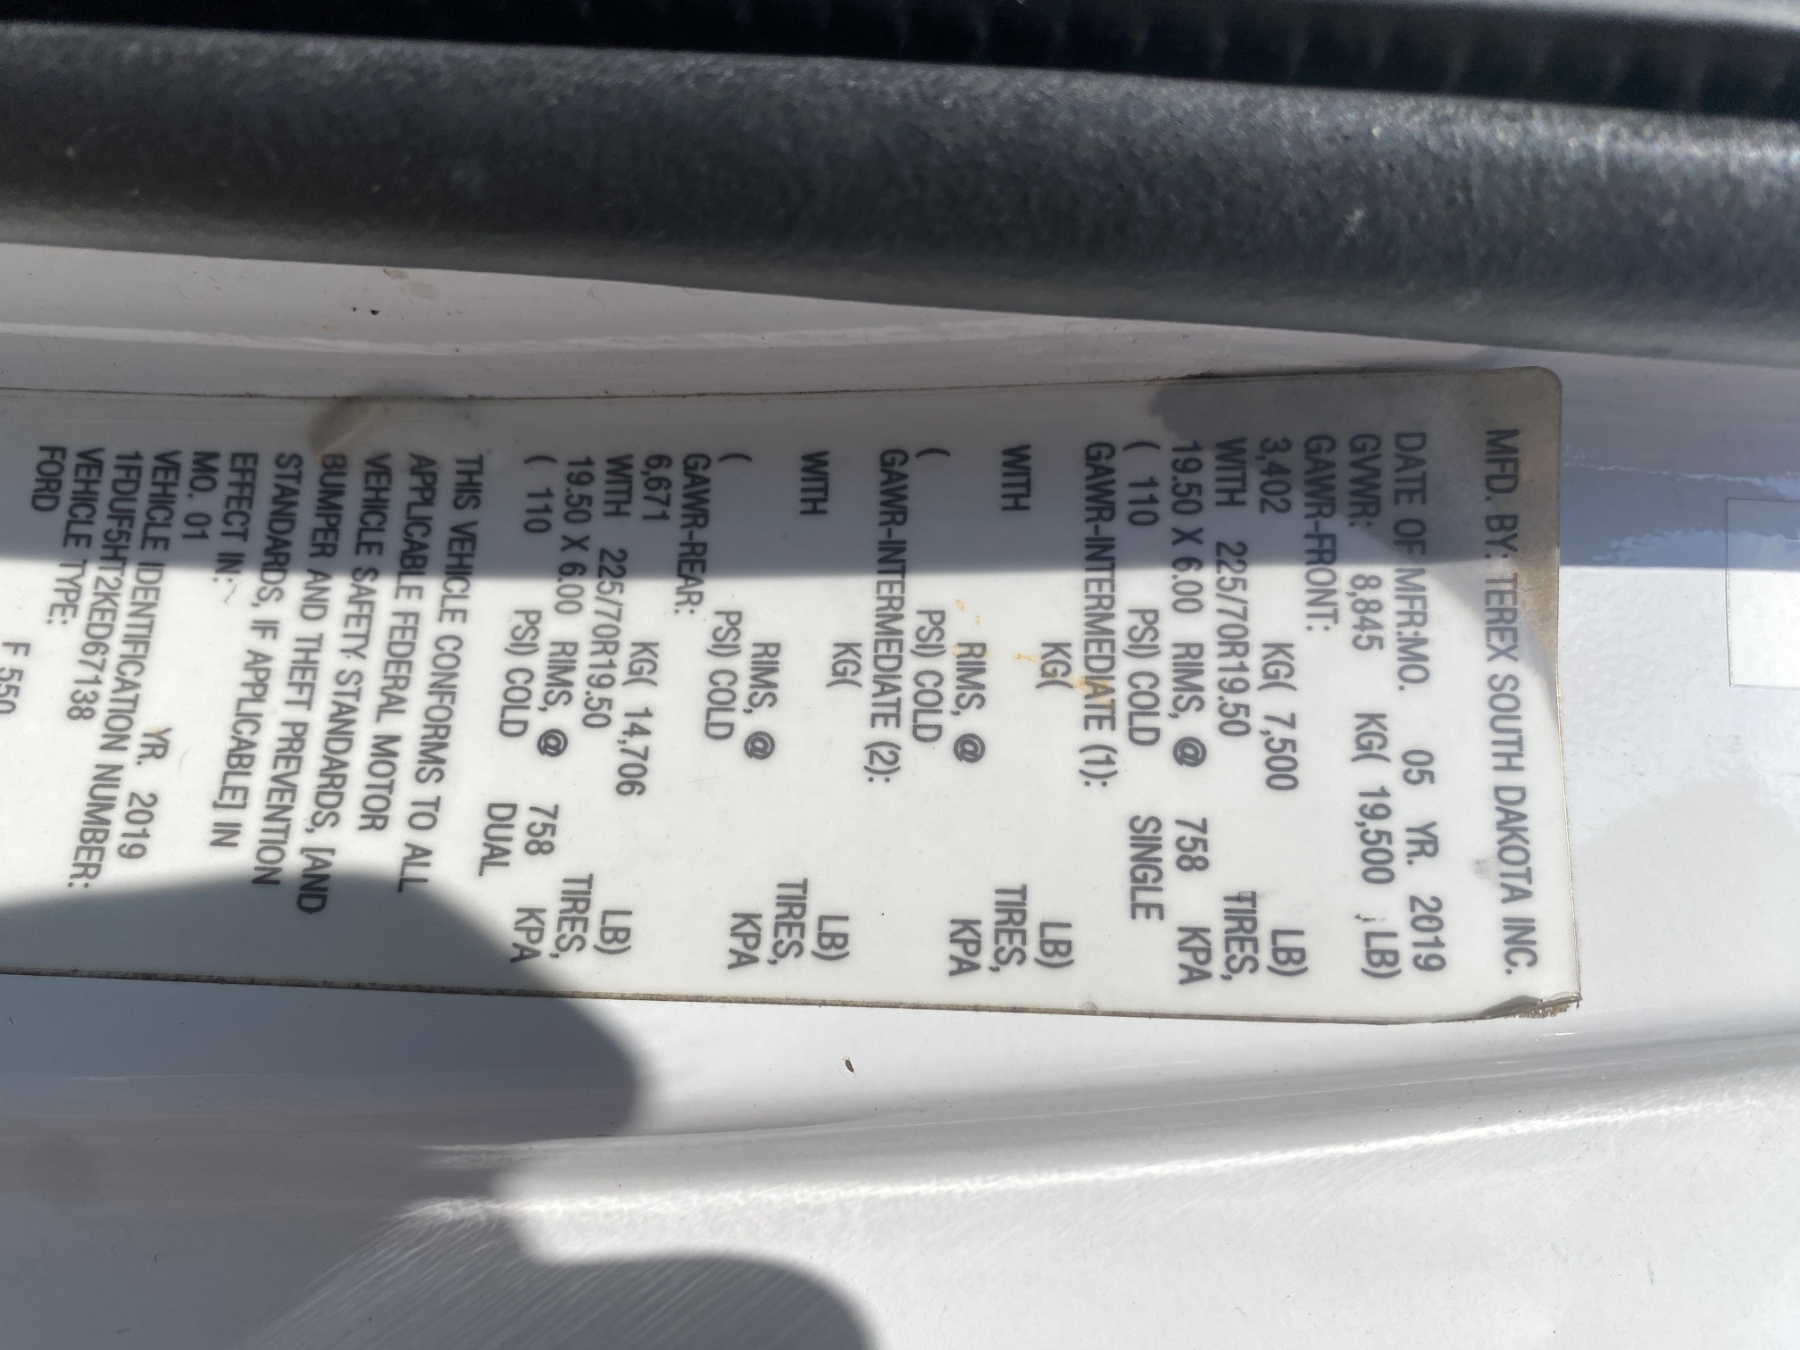 MFD. BY: TEREX SOUTH DAKOTA INC.
DATE OF MFR:MO. 05 YR. 2019
GVWR: 8,845 KG( 19,500 LB)
GAWR-FRONT:
3,402 KG( 7,500 LB)
WITH 225/70R19.50 TIRES,
19.50 X 6.00 RIMS, @ 758 KPA
( 110 PSI) COLD SINGLE
GAWR-INTERMEDIATE (1):
KG( LB)
WITH TIRES,
RIMS, @ KPA
( PSI) COLD
GAWR-INTERMEDIATE (2):
KG( LB)
WITH TIRES,
RIMS, @ KPA
( PSI) COLD
GAWR-REAR:
6,671 KG( 14,706 LB)
WITH 225/70R19.50 TIRES,
19.50 X 6.00 RIMS, @ 758 KPA
( 110 PSI) COLD DUAL
THIS VEHICLE CONFORMS TO ALL
APPLICABLE FEDERAL MOTOR
VEHICLE SAFETY STANDARDS, [AND
BUMPER AND THEFT PREVENTION
STANDARDS, IF APPLICABLE] IN
EFFECT IN:
MO. 01 YR. 2019
VEHICLE IDENTIFICATION NUMBER:
1FDUF5HT2KED67138
VEHICLE TYPE:
FORD F 550